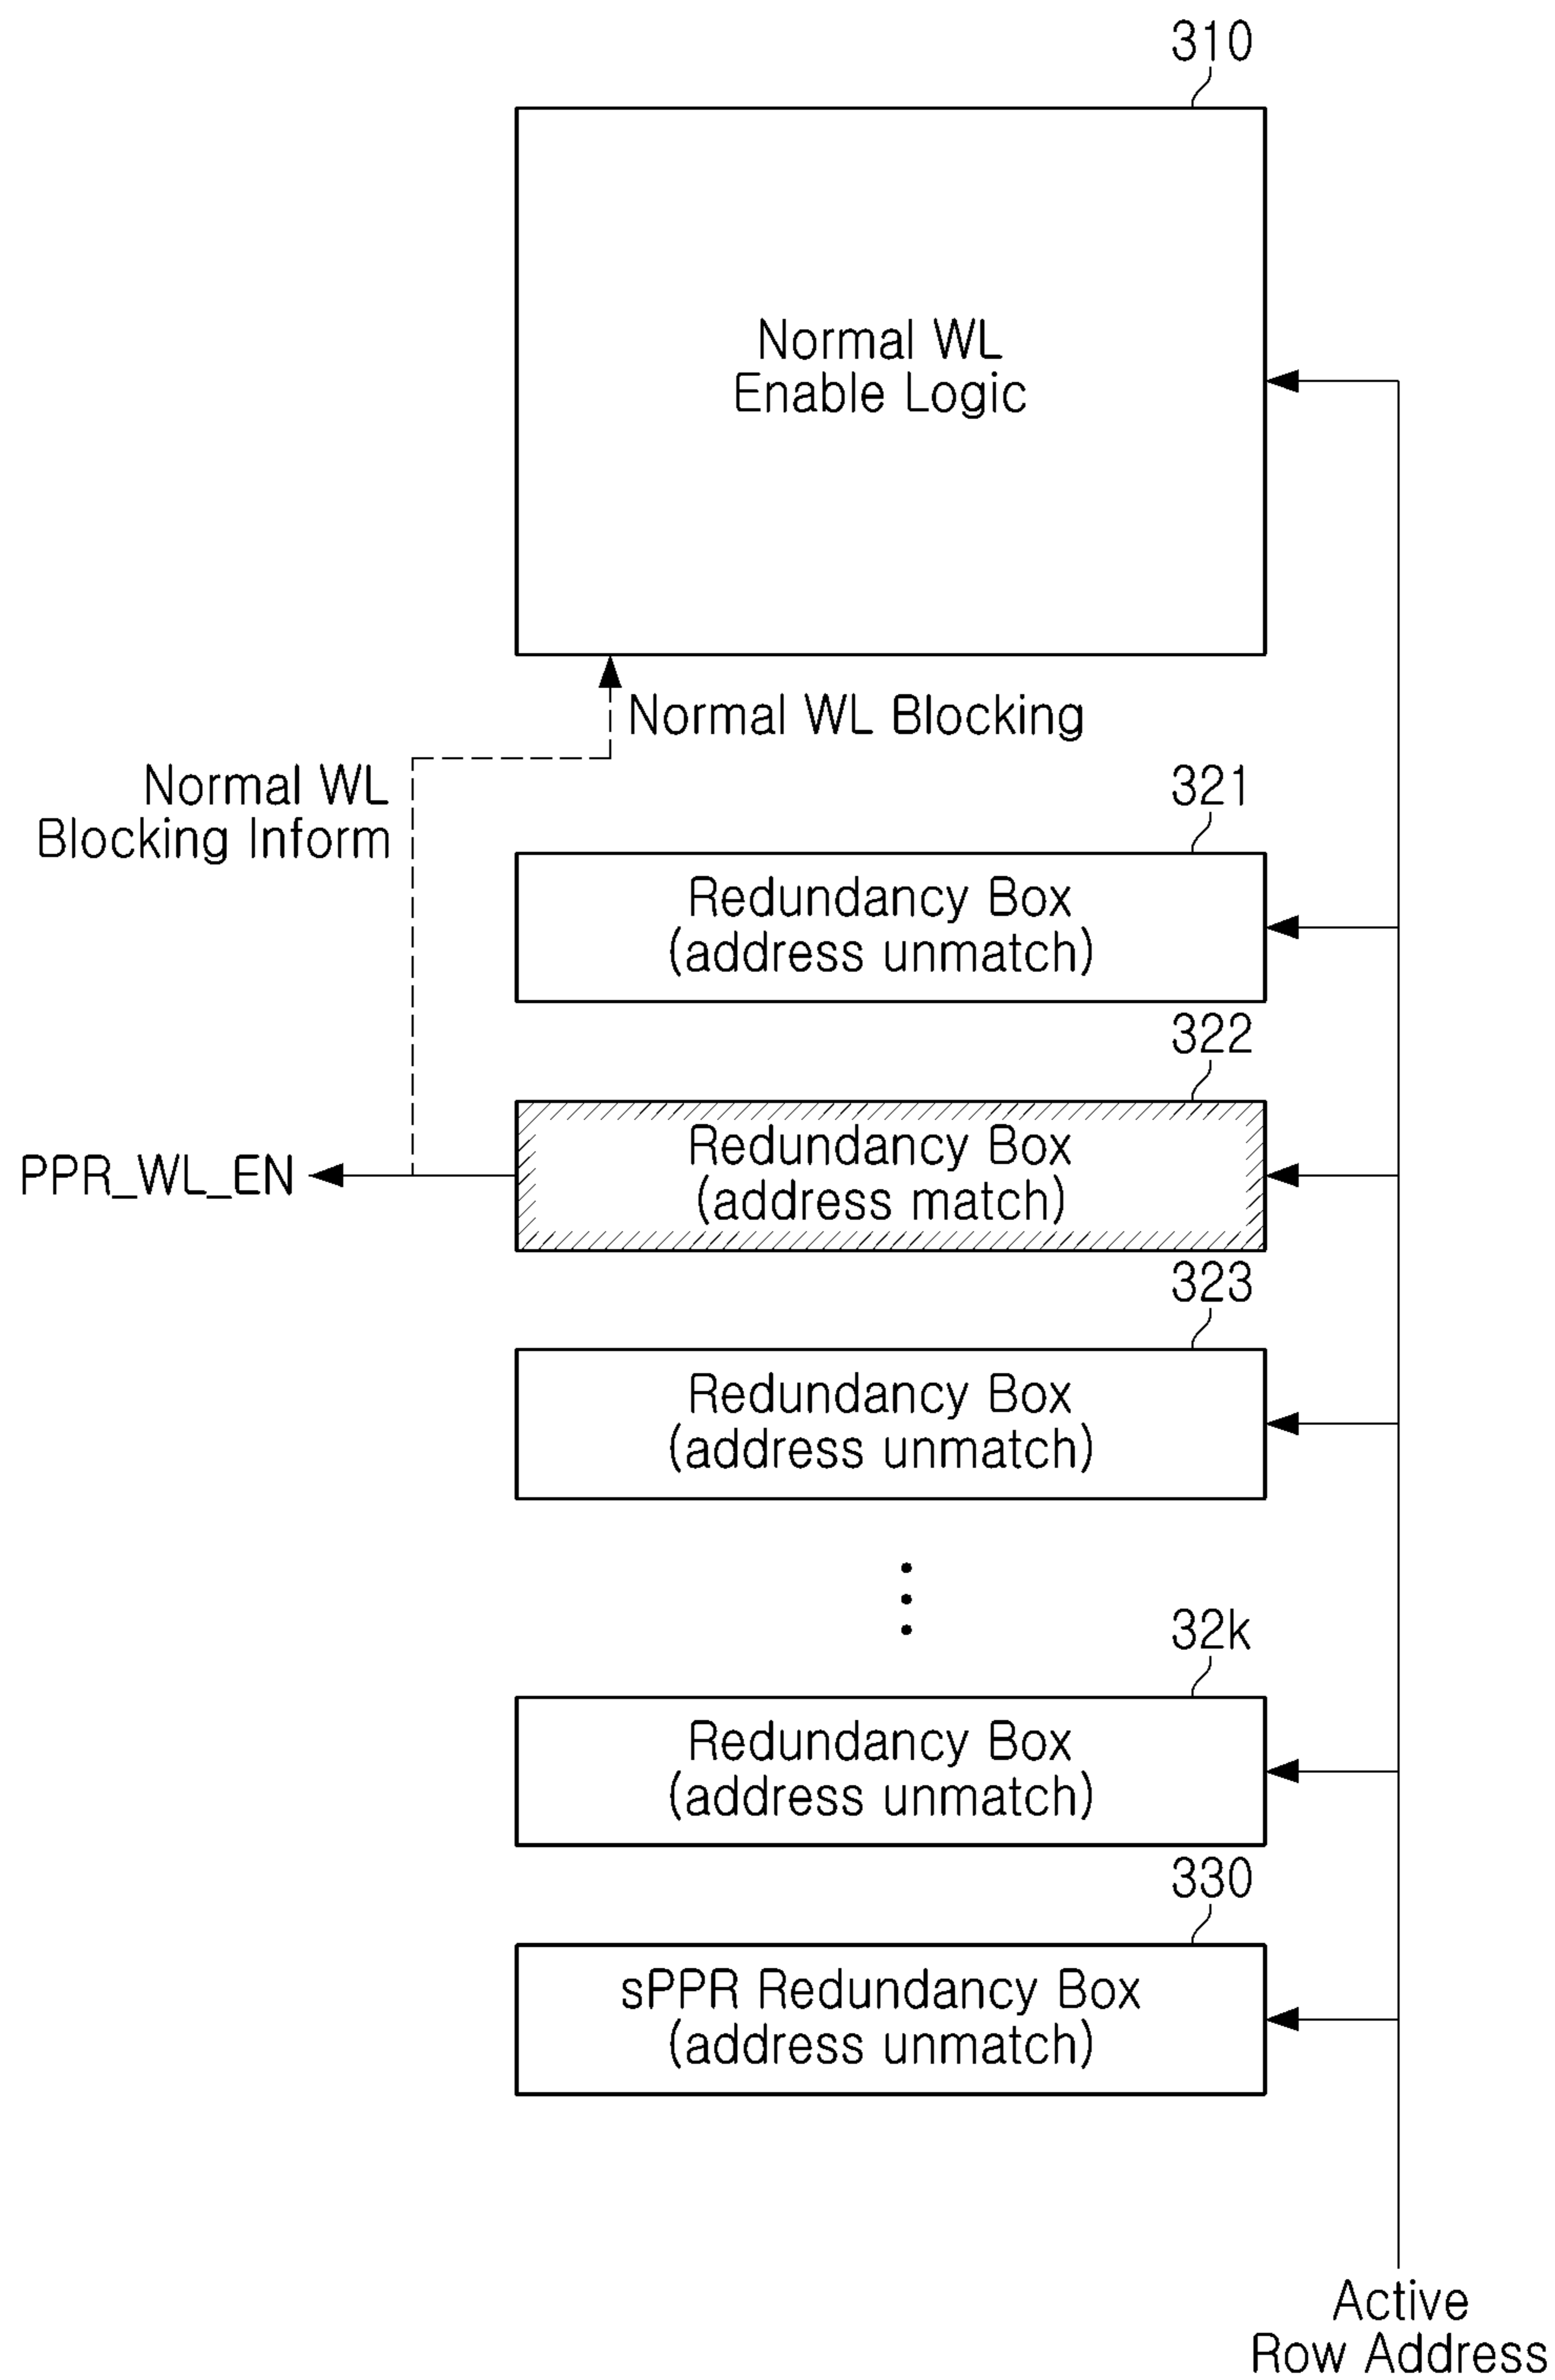 310
Normal WL
Enable Logic
Normal WL Blocking
Normal WL
Blocking Inform
321
Redundancy Box
(address unmatch)
322
Redundancy Box
(address match)
PPR_WL_EN
323
Redundancy Box
(address unmatch)
32k
Redundancy Box
(address unmatch)
330
sPPR Redundancy Box
(address unmatch)
Active
Row Address